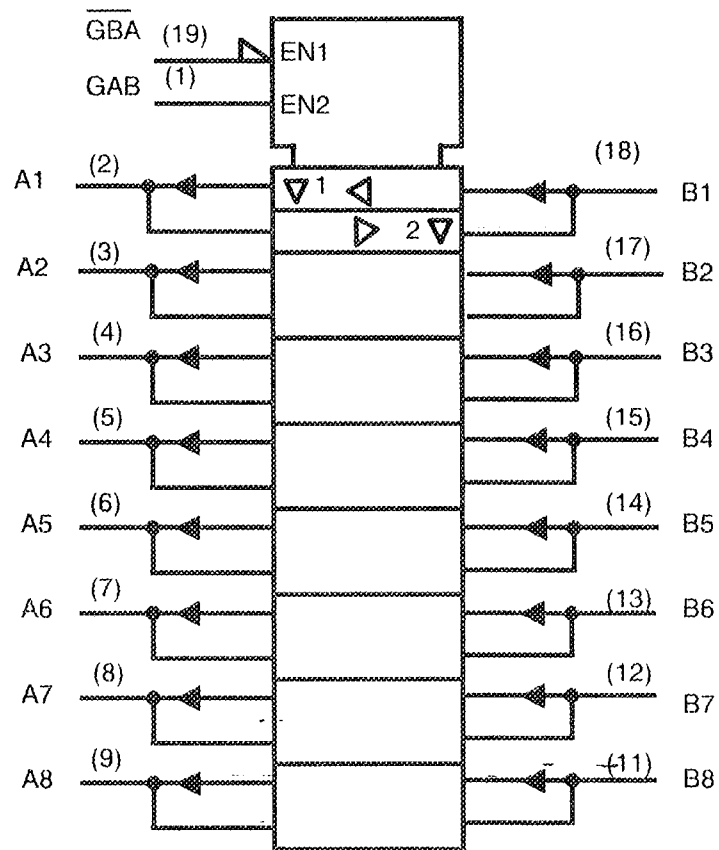 GBA (19) EN1
GAB (1) EN2
A1 (2) 1 (18) B1
2
A2 (3) (17) B2
A3 (4) (16) B3
A4 (5) (15) B4
A5 (6) (14) B5
A6 (7) (13) B6
A7 (8) (12) B7
A8 (9) (11) B8